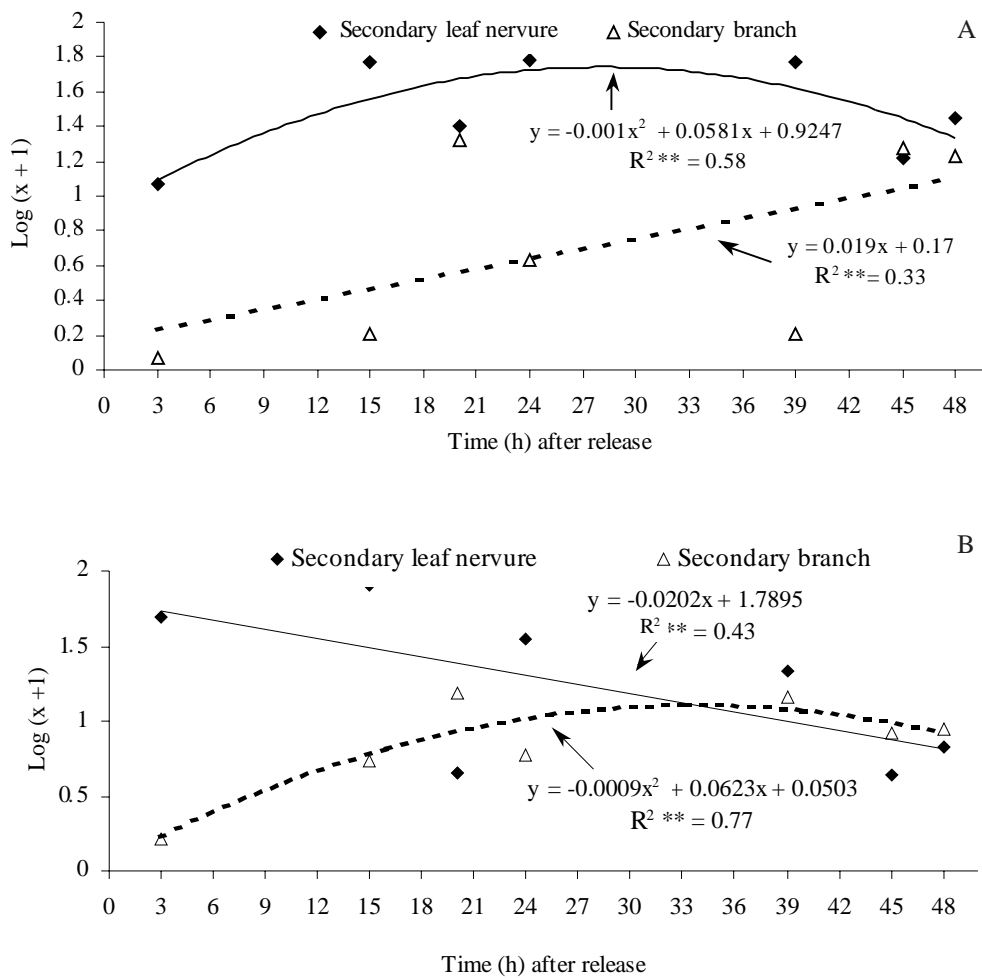 A
◆ Secondary leaf nervure △ Secondary branch
2
1.8
1.6
1.4
1.2
1
0.8
0.6
0.4
0.2
0
Log (x + 1)
y = -0.001x² + 0.0581x + 0.9247
R² ** = 0.58
y = 0.019x + 0.17
R² **= 0.33
0 3 6 9 12 15 18 21 24 27 30 33 36 39 42 45 48
Time (h) after release
B
◆ Secondary leaf nervure △ Secondary branch
2
1.5
1
0.5
0
Log (x +1)
y = -0.0202x + 1.7895
R² ** = 0.43
y = -0.0009x² + 0.0623x + 0.0503
R² ** = 0.77
0 3 6 9 12 15 18 21 24 27 30 33 36 39 42 45 48
Time (h) after release